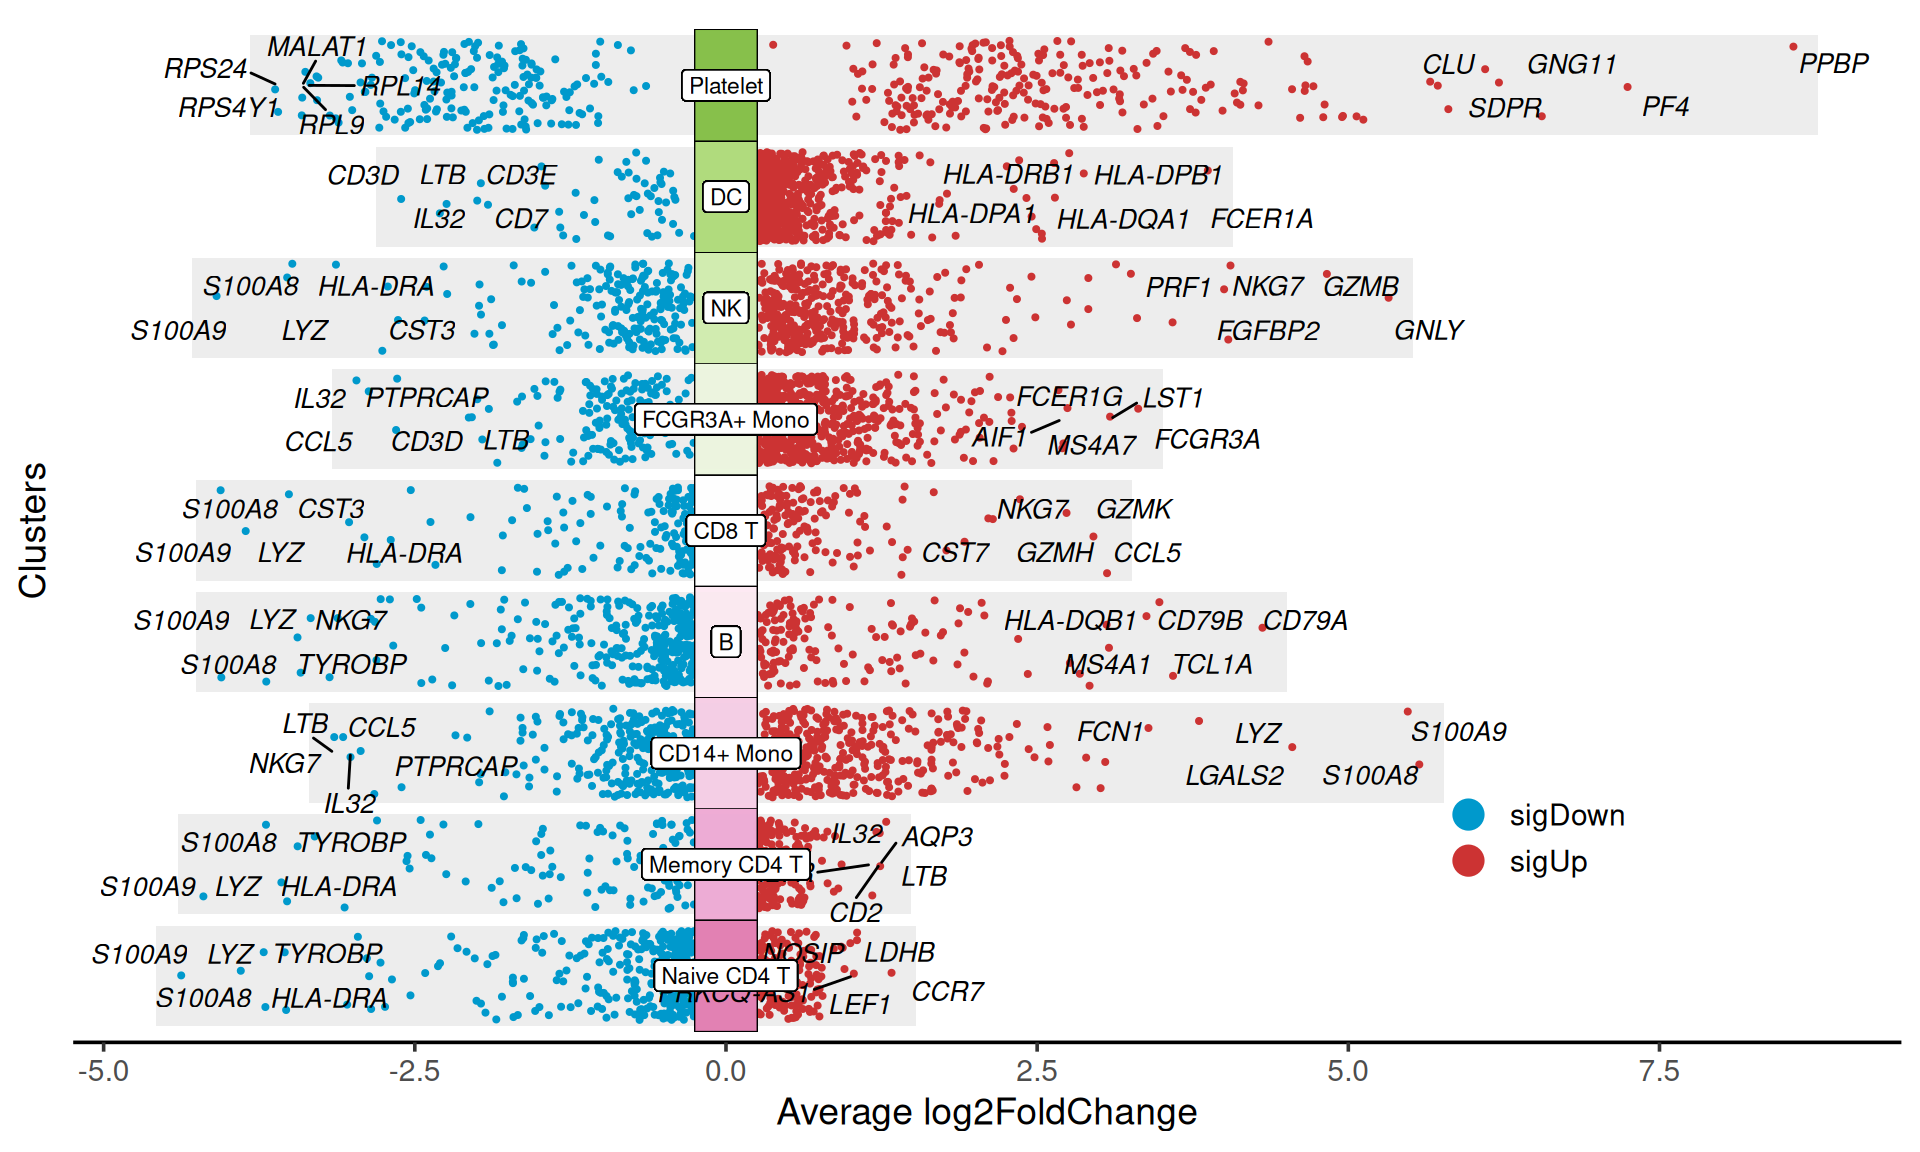 MALAT1
RPS24
RPL14
RPS4Y1
RPL9
Platelet
CLU
GNG11
PPBP
SDPR
PF4
CD3D LTB CD3E
IL32 CD7
DC
HLA-DRB1 HLA-DPB1
HLA-DPA1 HLA-DQA1 FCER1A
S100A8 HLA-DRA
S100A9 LYZ CST3
NK
PRF1 NKG7 GZMB
FGFBP2 GNLY
IL32 PTPRCAP
CCL5 CD3D LTB
FCGR3A+ Mono
FCER1G LST1
AIF1 MS4A7 FCGR3A
S100A8 CST3
S100A9 LYZ HLA-DRA
CD8 T
NKG7 GZMK
CST7 GZMH CCL5
S100A9 LYZ NKG7
S100A8 TYROBP
B
HLA-DQB1 CD79B CD79A
MS4A1 TCL1A
LTB CCL5
NKG7 PTPRCAP
IL32
CD14+ Mono
FCN1 LYZ S100A9
LGALS2 S100A8
S100A8 TYROBP
S100A9 LYZ HLA-DRA
Memory CD4 T
IL32 AQP3
LTB
CD2
S100A9 LYZ TYROBP
S100A8 HLA-DRA
Naive CD4 T
NOSIP LDHB
PRKCQ-AS1 LEF1 CCR7
Clusters
sigDown
sigUp
-5.0 -2.5 0.0 2.5 5.0 7.5
Average log2FoldChange